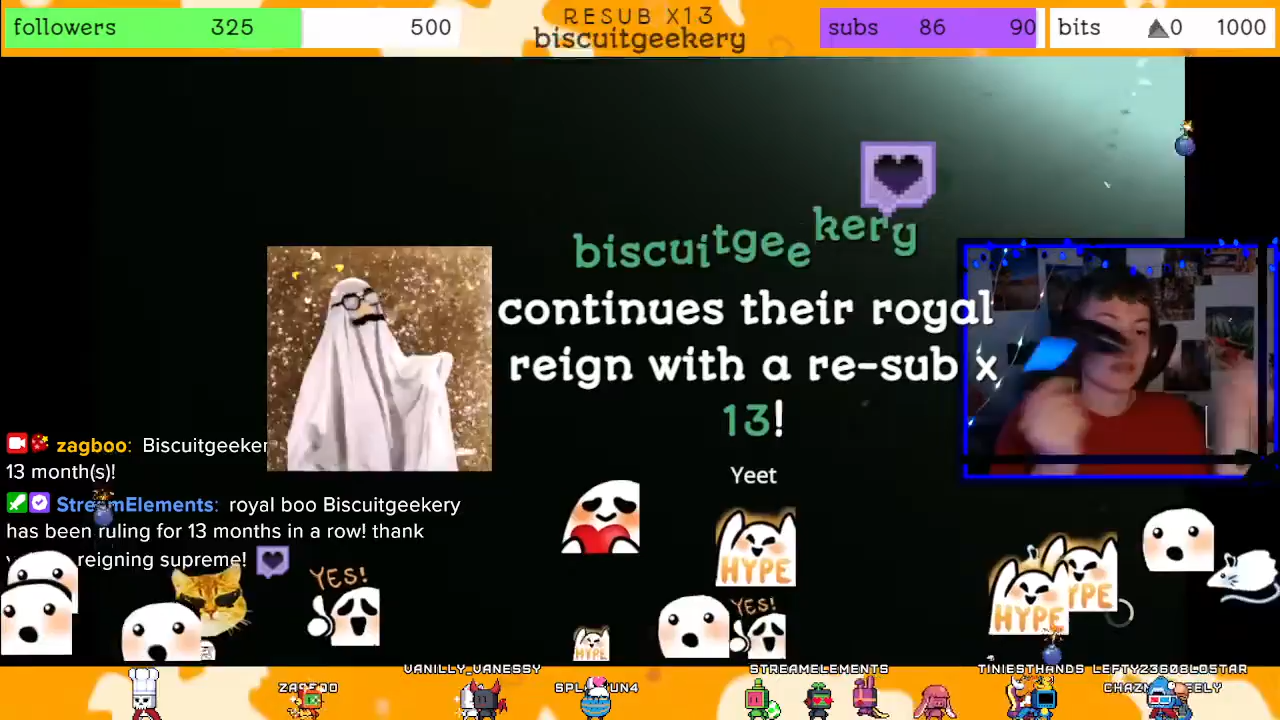 followers 325 500
RESUB X13
biscuitgeekery
subs 86 90
bits 0 1000
biscuitgeekery
continues their royal
reign with a re-sub x
13!
Yeet
zagboo: Biscuitgeeker
13 month(s)!
StreamElements: royal boo Biscuitgeekery
has been ruling for 13 months in a row! thank
reigning supreme!
YES!
HYPE
YES!
HYPE
HYPE
YPE
HYPE
VANILLY_VANESSY
STREAMELEMENTS
TINIESTHANDS